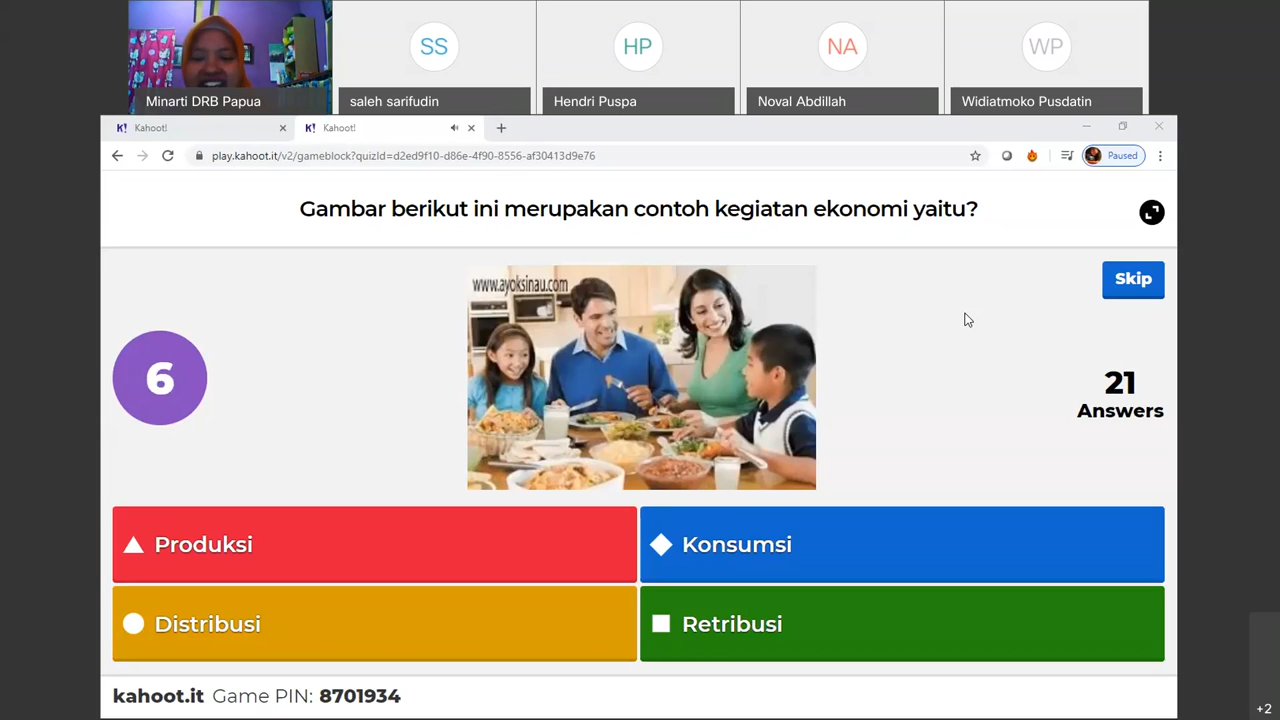 SS
HP
NA
WP
Minarti DRB Papua
saleh sarifudin
Hendri Puspa
Noval Abdillah
Widiatmoko Pusdatin
K! Kahoot!
K! Kahoot!
play.kahoot.it/v2/gameblock?quizId=d2ed9f10-d86e-4f90-8556-af30413d9e76
Paused
Gambar berikut ini merupakan contoh kegiatan ekonomi yaitu?
www.ayoksinau.com
Skip
6
21
Answers
Produksi
Konsumsi
Distribusi
Retribusi
kahoot.it Game PIN: 8701934
+2